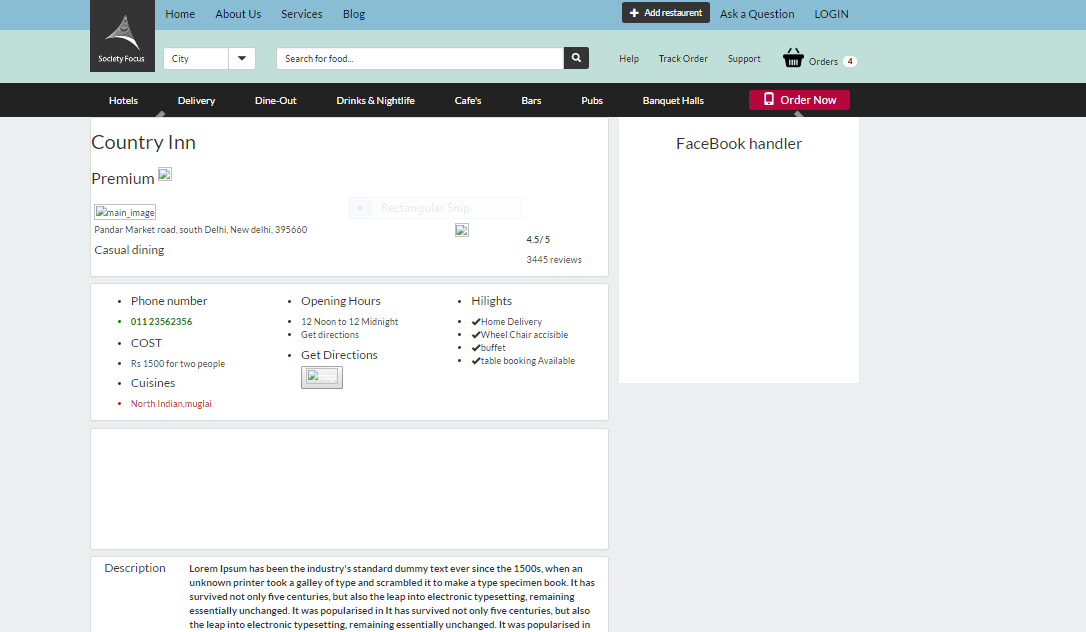 Home About Us Services Blog
Add restaurent Ask a Question LOGIN
Society Focus
City
Search for food...
Help Track Order Support Orders 4
Hotels Delivery Dine-Out Drinks & Nightlife Cafe's Bars Pubs Banquet Halls Order Now
Country Inn
FaceBook handler
Premium
main_image
Rectangular Snip
Pandar Market road, south Delhi, New delhi, 395660
Casual dining
4.5/ 5
3445 reviews
Phone number
011 23562356
COST
Rs 1500 for two people
Cuisines
North Indian,muglai
Opening Hours
12 Noon to 12 Midnight
Get directions
Get Directions
Hilights
Home Delivery
Wheel Chair accisible
buffet
table booking Available
Description
Lorem Ipsum has been the industry's standard dummy text ever since the 1500s, when an
unknown printer took a galley of type and scrambled it to make a type specimen book. It has
survived not only five centuries, but also the leap into electronic typesetting, remaining
essentially unchanged. It was popularised in It has survived not only five centuries, but also
the leap into electronic typesetting, remaining essentially unchanged. It was popularised in